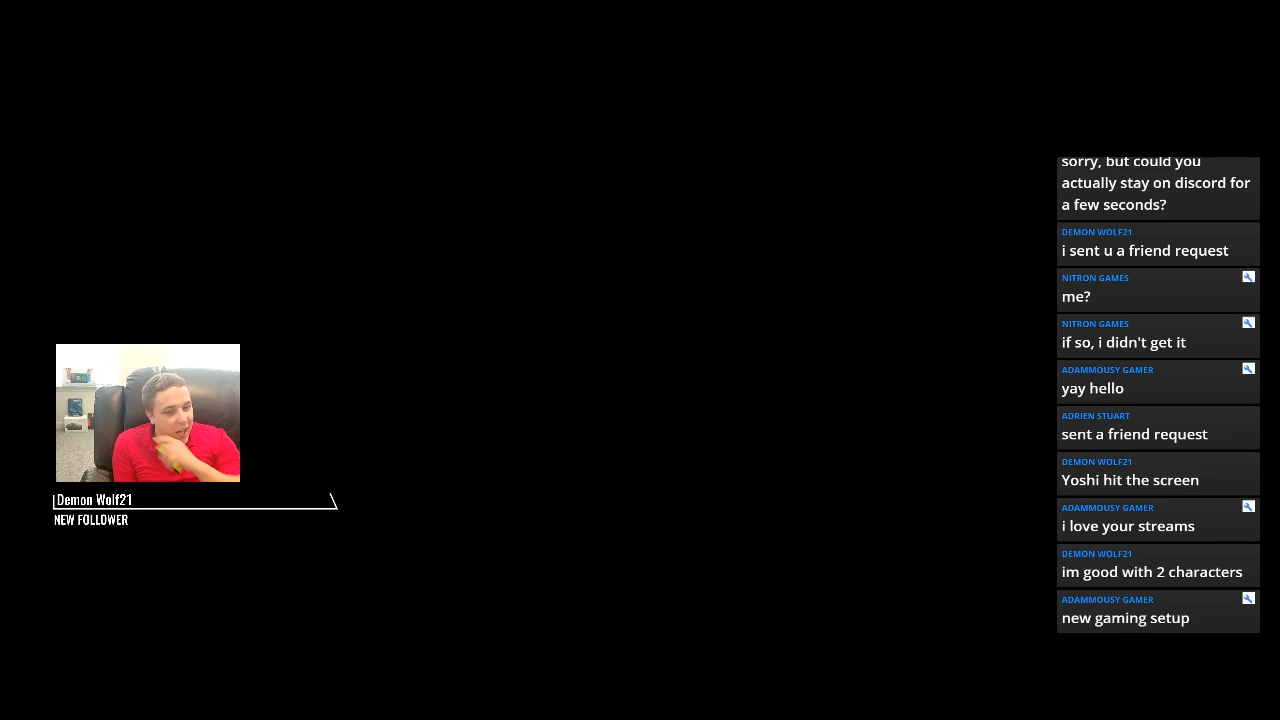 sorry, but could you
actually stay on discord for
a few seconds?
DEMON WOLF21
i sent u a friend request
NITRON GAMES
me?
NITRON GAMES
if so, i didn't get it
ADAMMOUSY GAMER
yay hello
ADRIEN STUART
sent a friend request
DEMON WOLF21
Yoshi hit the screen
ADAMMOUSY GAMER
i love your streams
DEMON WOLF21
im good with 2 characters
ADAMMOUSY GAMER
new gaming setup
Demon Wolf21
NEW FOLLOWER